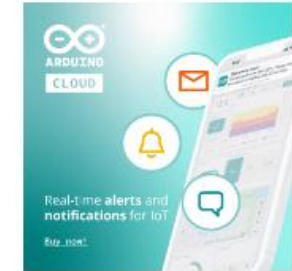 ARDUINO
CLOUD
Real-time alerts and
notifications for IoT
Buy now!